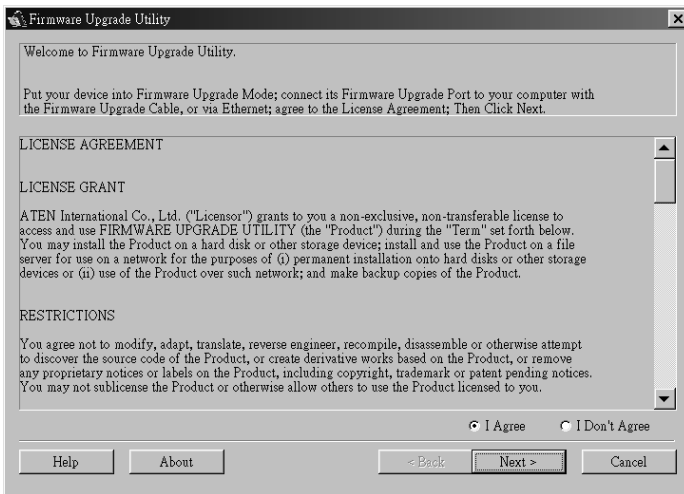 Firmware Upgrade Utility
Welcome to Firmware Upgrade Utility.
Put your device into Firmware Upgrade Mode; connect its Firmware Upgrade Port to your computer with
the Firmware Upgrade Cable, or via Ethernet; agree to the License Agreement; Then Click Next.
LICENSE AGREEMENT
LICENSE GRANT
ATEN International Co., Ltd. ("Licensor") grants to you a non-exclusive, non-transferable license to
access and use FIRMWARE UPGRADE UTILITY (the "Product") during the "Term" set forth below.
You may install the Product on a hard disk or other storage device; install and use the Product on a file
server for use on a network for the purposes of (i) permanent installation onto hard disks or other storage
devices or (ii) use of the Product over such network; and make backup copies of the Product.
RESTRICTIONS
You agree not to modify, adapt, translate, reverse engineer, recompile, disassemble or otherwise attempt
to discover the source code of the Product, or create derivative works based on the Product, or remove
any proprietary notices or labels on the Product, including copyright, trademark or patent pending notices.
You may not sublicense the Product or otherwise allow others to use the Product licensed to you.
I Agree I Don't Agree
Help About < Back Next > Cancel